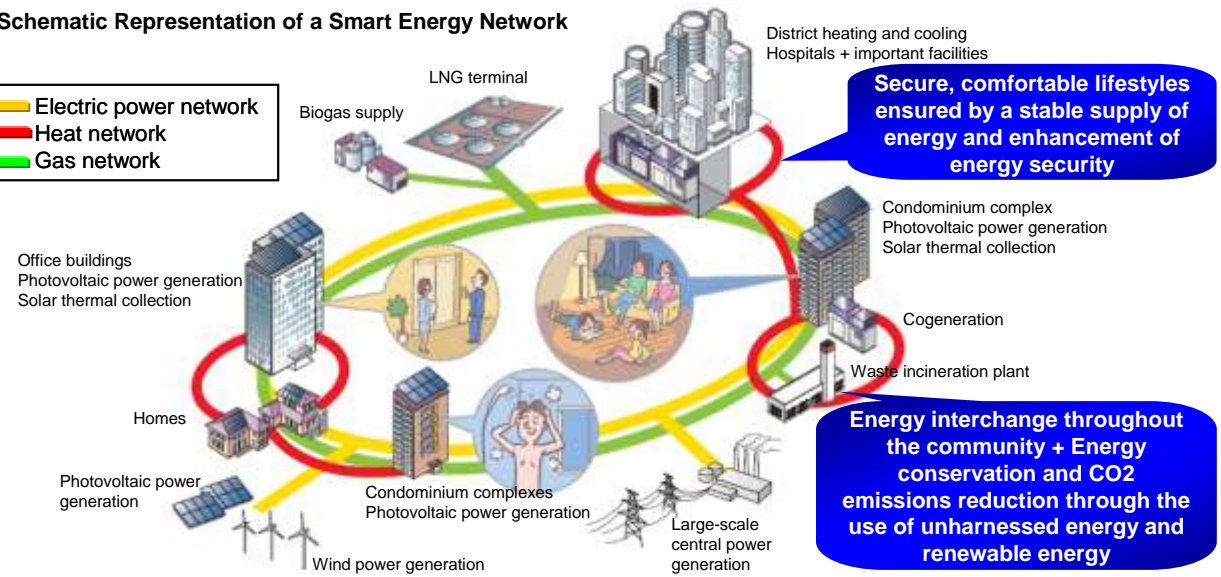 Schematic Representation of a Smart Energy Network
Electric power network
Heat network
Gas network
LNG terminal
Biogas supply
District heating and cooling
Hospitals + important facilities
Secure, comfortable lifestyles
ensured by a stable supply of
energy and enhancement of
energy security
Condominium complex
Photovoltaic power generation
Solar thermal collection
Office buildings
Photovoltaic power generation
Solar thermal collection
Cogeneration
Waste incineration plant
Homes
Energy interchange throughout
the community + Energy
conservation and CO2
emissions reduction through the
use of unharnessed energy and
renewable energy
Photovoltaic power
generation
Condominium complexes
Photovoltaic power generation
Large-scale
central power
generation
Wind power generation